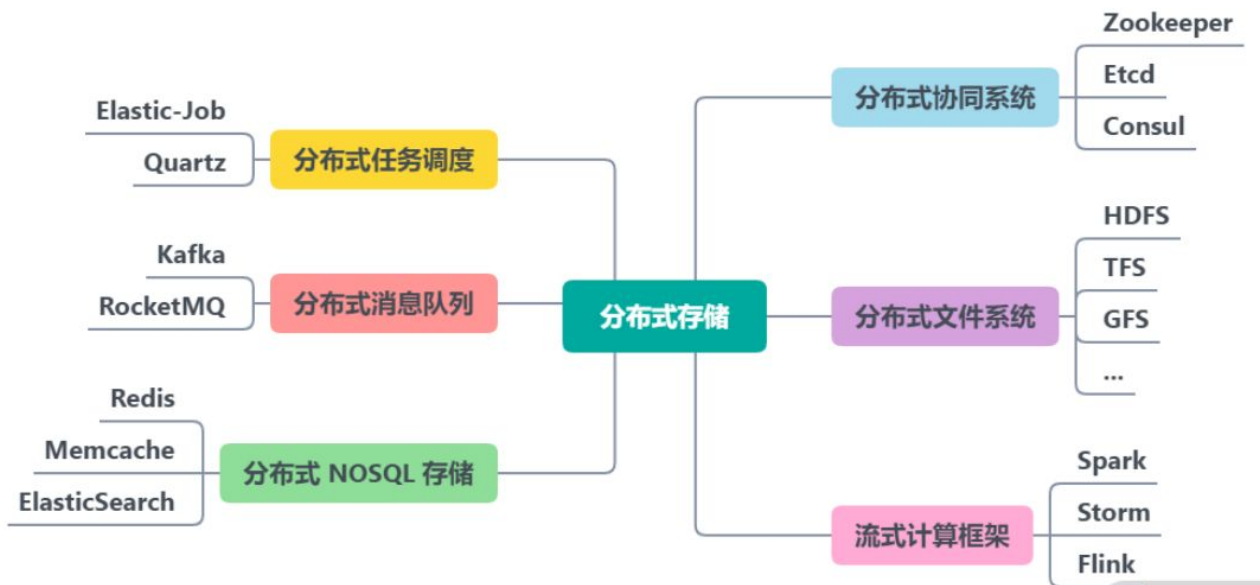 Elastic-Job
Quartz
分布式任务调度
Kafka
RocketMQ
分布式消息队列
Redis
Memcache
ElasticSearch
分布式 NOSQL 存储
分布式存储
分布式协同系统
Zookeeper
Etcd
Consul
分布式文件系统
HDFS
TFS
GFS
...
流式计算框架
Spark
Storm
Flink